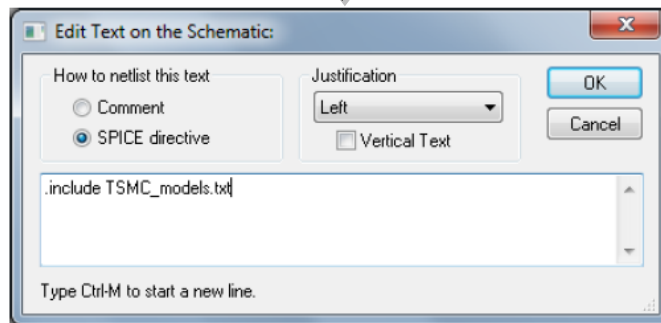 Edit Text on the Schematic:
How to netlist this text
Comment
SPICE directive
Justification
Left
Vertical Text
OK
Cancel
.include TSMC_models.txt
Type Ctrl-M to start a new line.